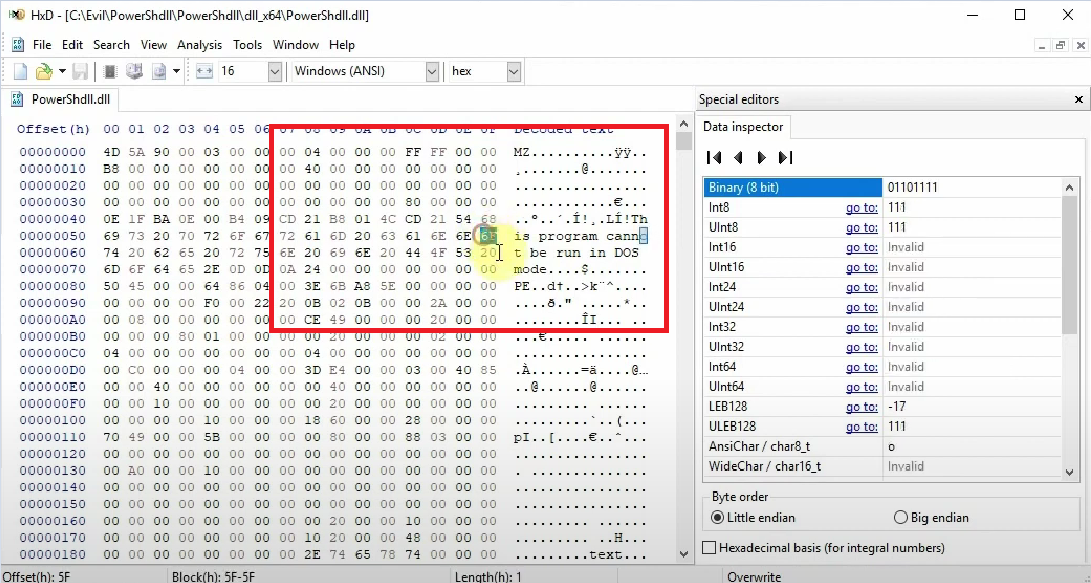 HxD - [C:\Evil\PowerShdll\PowerShdll\dll_x64\PowerShdll.dll]
File Edit Search View Analysis Tools Window Help
16 Windows (ANSI) hex
PowerShdll.dll
Offset(h) 00 01 02 03 04 05 06 07 08 09 0A 0B 0C 0D 0E 0F Decoded text
00000000 4D 5A 90 00 03 00 00 00 04 00 00 00 FF FF 00 00 MZ..........ÿÿ..
00000010 B8 00 00 00 00 00 00 00 40 00 00 00 00 00 00 00 ¸.......@.......
00000020 00 00 00 00 00 00 00 00 00 00 00 00 00 00 00 00 ................
00000030 00 00 00 00 00 00 00 00 00 00 00 00 80 00 00 00 ............€...
00000040 0E 1F BA 0E 00 B4 09 CD 21 B8 01 4C CD 21 54 68 ..º..´.Í!¸.LÍ!Th
00000050 69 73 20 70 72 6F 67 72 61 6D 20 63 61 6E 6E 6F is program canno
00000060 74 20 62 65 20 72 75 6E 20 69 6E 20 44 4F 53 20 t be run in DOS
00000070 6D 6F 64 65 2E 0D 0D 0A 24 00 00 00 00 00 00 00 mode....$.......
00000080 50 45 00 00 64 86 04 00 3E 6B A8 5E 00 00 00 00 PE..d†..>k¨^....
00000090 00 00 00 00 F0 00 22 20 0B 02 0B 00 00 2A 00 00 ....ð." .....*..
000000A0 00 08 00 00 00 00 00 00 CE 49 00 00 00 20 00 00 ........ÎI... ..
000000B0 00 00 00 80 01 00 00 00 00 20 00 00 00 02 00 00 ...€..... ......
000000C0 04 00 00 00 00 00 00 00 04 00 00 00 00 00 00 00 ................
000000D0 00 C0 00 00 00 04 00 00 3D E4 00 00 03 00 40 85 .À......=ä....@…
000000E0 00 00 40 00 00 00 00 00 00 40 00 00 00 00 00 00 ..@......@......
000000F0 00 00 10 00 00 00 00 00 00 20 00 00 00 00 00 00 ......... ......
00000100 00 00 00 00 10 00 00 00 18 60 00 00 28 00 00 00 .........`..(...
00000110 70 49 00 00 5B 00 00 00 00 80 00 00 88 03 00 00 pI..[....€..ˆ...
00000120 00 00 00 00 00 00 00 00 00 00 00 00 00 00 00 00 ................
00000130 00 A0 00 00 10 00 00 00 00 00 00 00 00 00 00 00 . ..............
00000140 00 00 00 00 00 00 00 00 00 00 00 00 00 00 00 00 ................
00000150 00 00 00 00 00 00 00 00 00 00 00 00 00 00 00 00 ................
00000160 00 00 00 00 00 00 00 00 00 20 00 00 10 00 00 00 ......... ......
00000170 00 00 00 00 00 00 00 00 10 20 00 00 48 00 00 00 ......... ..H...
00000180 00 00 00 00 00 00 00 00 2E 74 65 78 74 00 00 00 .........text...
Special editors
Data inspector
Binary (8 bit) 01101111
Int8 go to: 111
UInt8 go to: 111
Int16 go to: Invalid
UInt16 go to: Invalid
Int24 go to: Invalid
UInt24 go to: Invalid
Int32 go to: Invalid
UInt32 go to: Invalid
Int64 go to: Invalid
UInt64 go to: Invalid
LEB128 go to: -17
ULEB128 go to: 111
AnsiChar / char8_t o
WideChar / char16_t Invalid
Byte order
Little endian Big endian
Hexadecimal basis (for integral numbers)
Offset(h): 5F Block(h): 5F-5F Length(h): 1 Overwrite